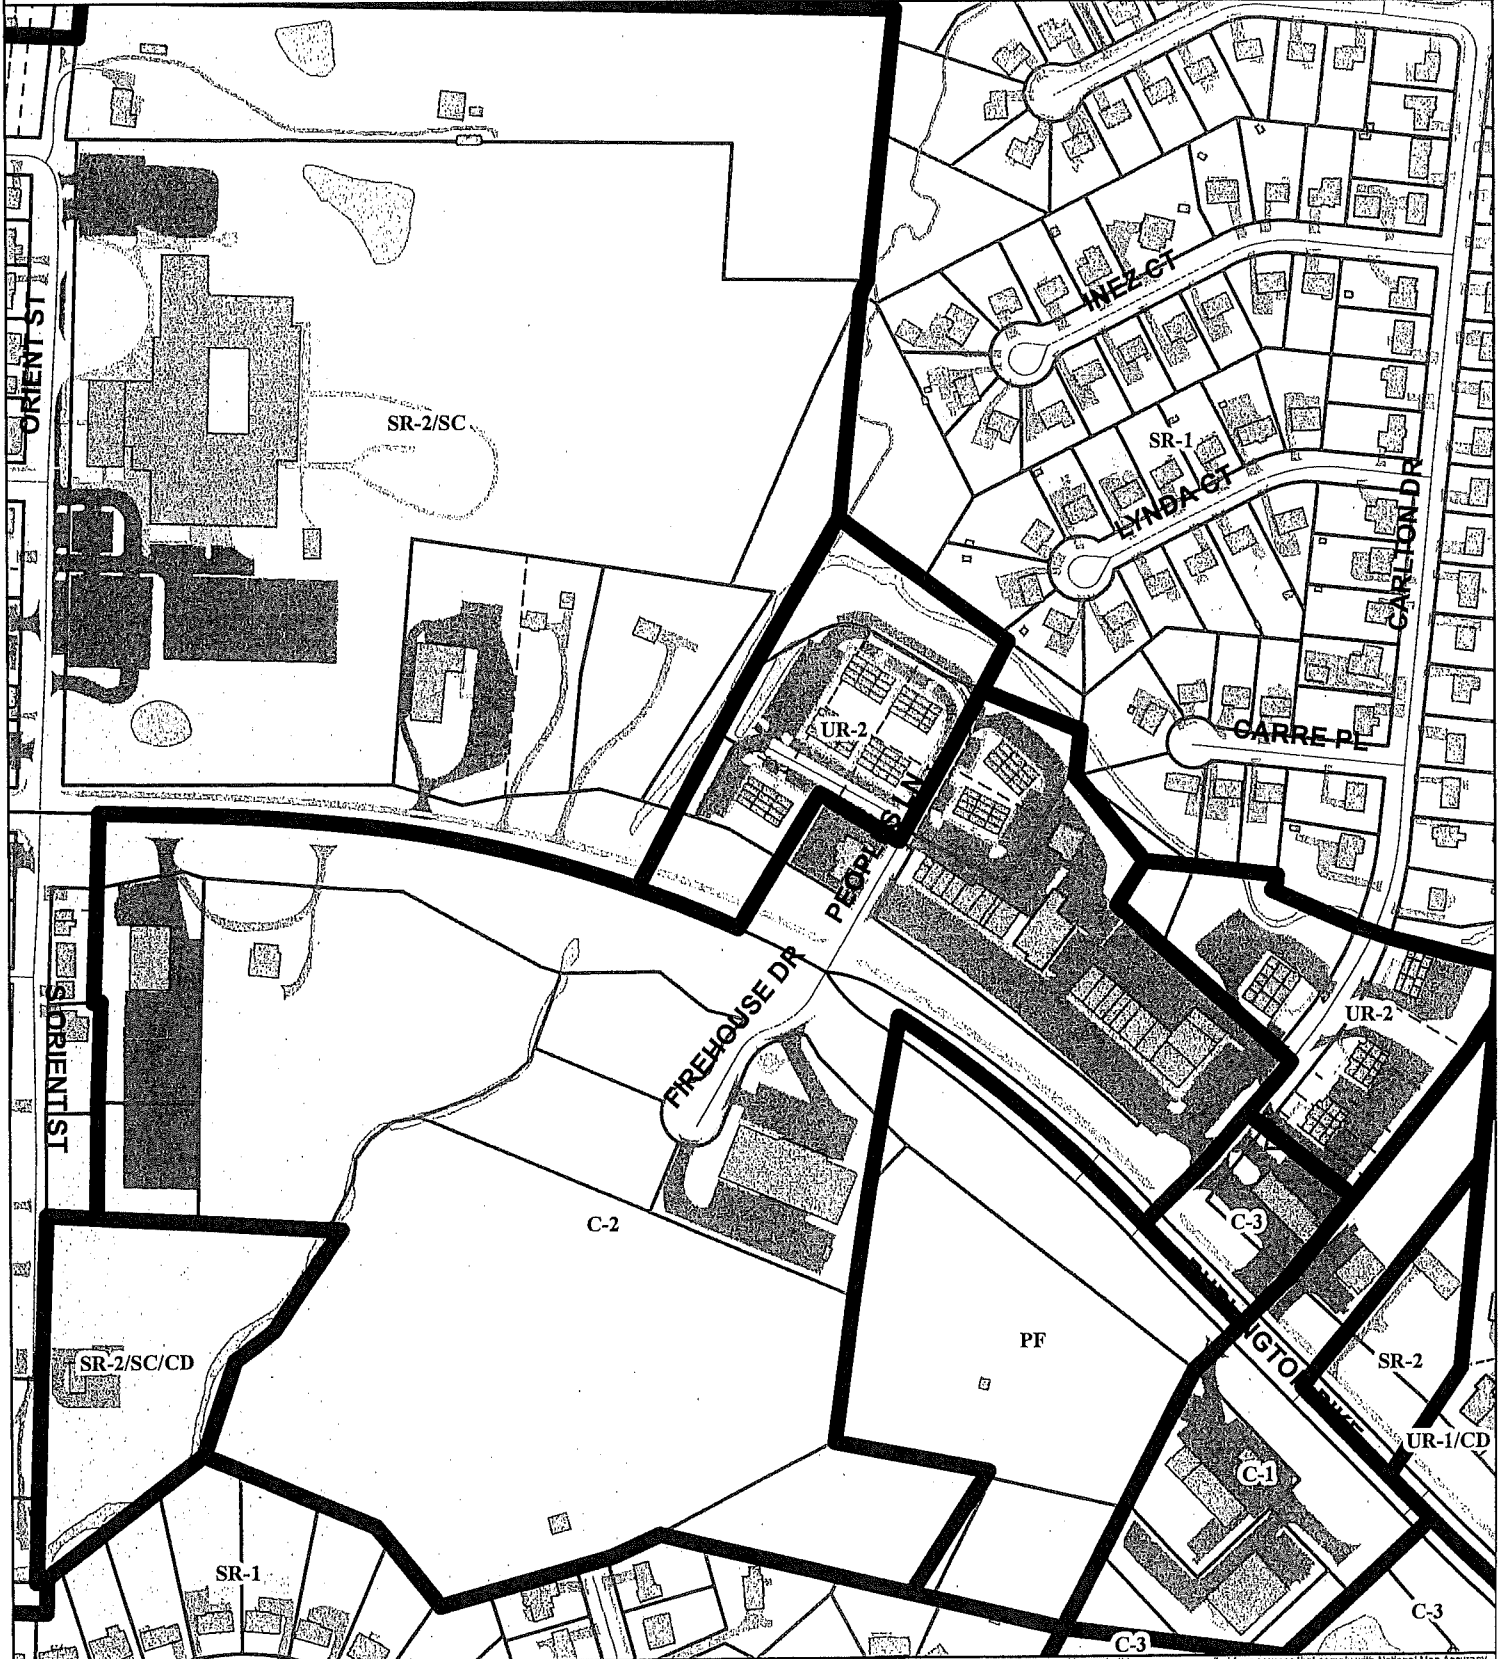 INEZ CT
ORIENT ST
SR-2/SC
SR-1
LYNDA CT
CARLTON DR
CARRE PL
UR-2
PEOPLES LN
FIREHOUSE DR
S ORIENT ST
UR-2
C-2
C-3
SR-2/SC/CD
PF
SR-2
UR-1/CD
C-1
SR-1
C-3
C-3